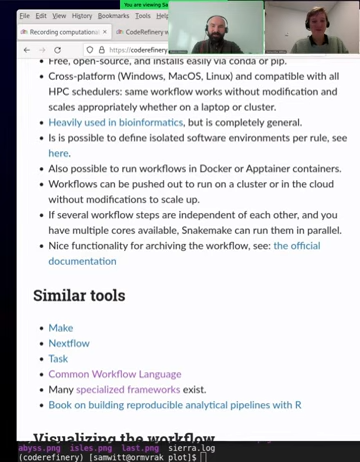 You are viewing Sa
File Edit View History Bookmarks Tools H
Recording computational
CodeRefinery w
https://coderefinery
Free, open-source, and installs easily via conda or pip.
Cross-platform (Windows, MacOS, Linux) and compatible with all
HPC schedulers: same workflow works without modification and
scales appropriately whether on a laptop or cluster.
Heavily used in bioinformatics, but is completely general.
Is is possible to define isolated software environments per rule, see
here.
Also possible to run workflows in Docker or Apptainer containers.
Workflows can be pushed out to run on a cluster or in the cloud
without modifications to scale up.
If several workflow steps are independent of each other, and you
have multiple cores available, Snakemake can run them in parallel.
Nice functionality for archiving the workflow, see: the official
documentation
Similar tools
Make
Nextflow
Task
Common Workflow Language
Many specialized frameworks exist.
Book on building reproducible analytical pipelines with R
Visualizing the workflow
abyss.png isles.png last.png sierra.log
(coderefinery) [samwitt@ormvrak plot]$